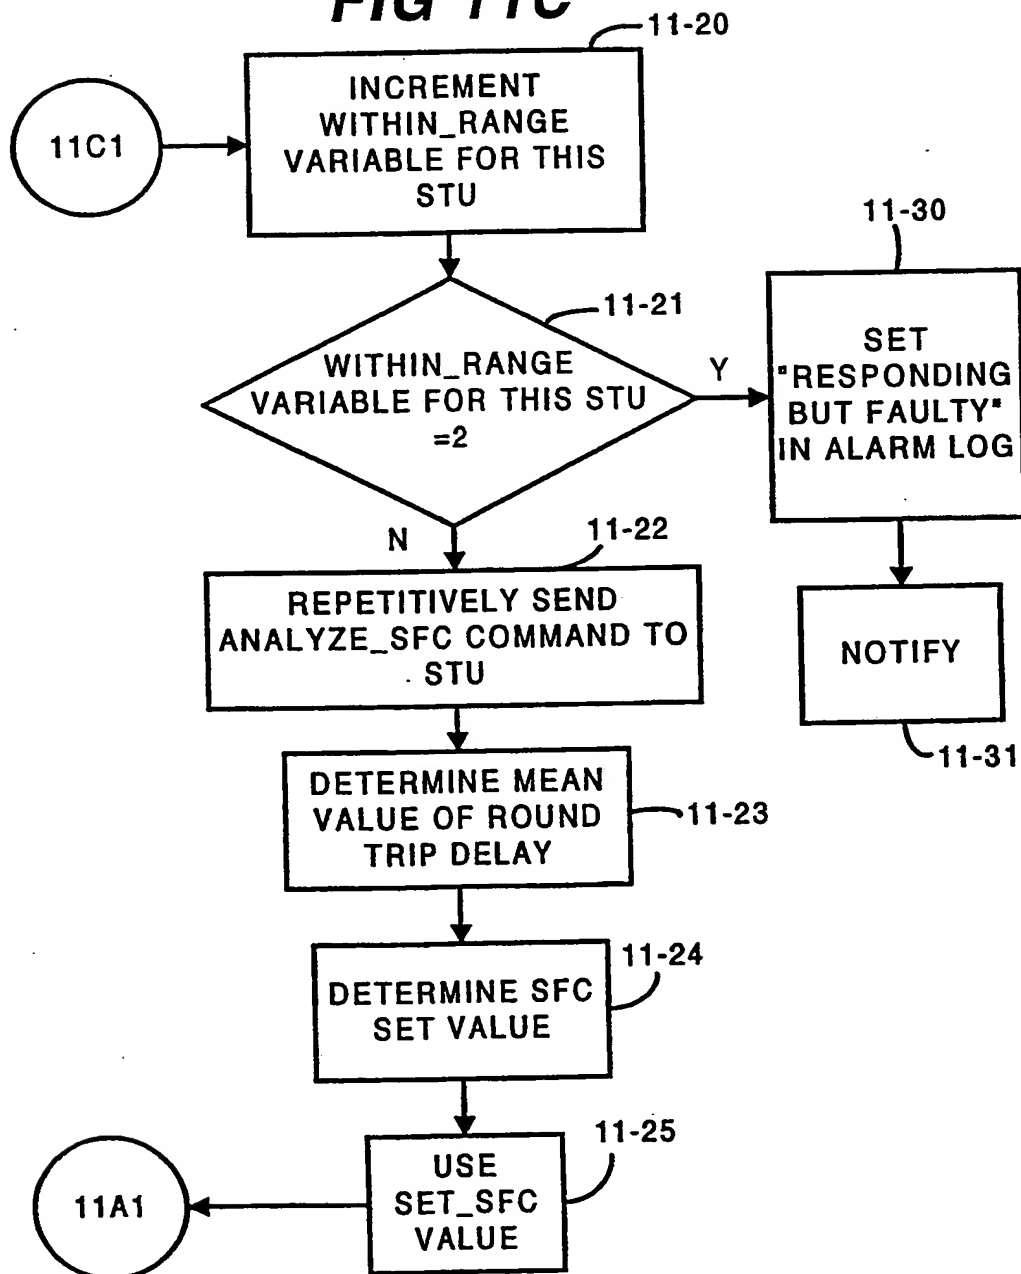 FIG 11C
11-20
INCREMENT
WITHIN_RANGE
VARIABLE FOR THIS
STU
11C1
11-30
11-21
WITHIN_RANGE
VARIABLE FOR THIS STU
=2
Y
SET
"RESPONDING
BUT FAULTY"
IN ALARM LOG
N
11-22
REPETITIVELY SEND
ANALYZE_SFC COMMAND TO
STU
NOTIFY
11-31
DETERMINE MEAN
VALUE OF ROUND
TRIP DELAY
11-23
11-24
DETERMINE SFC
SET VALUE
11-25
USE
SET_SFC
VALUE
11A1